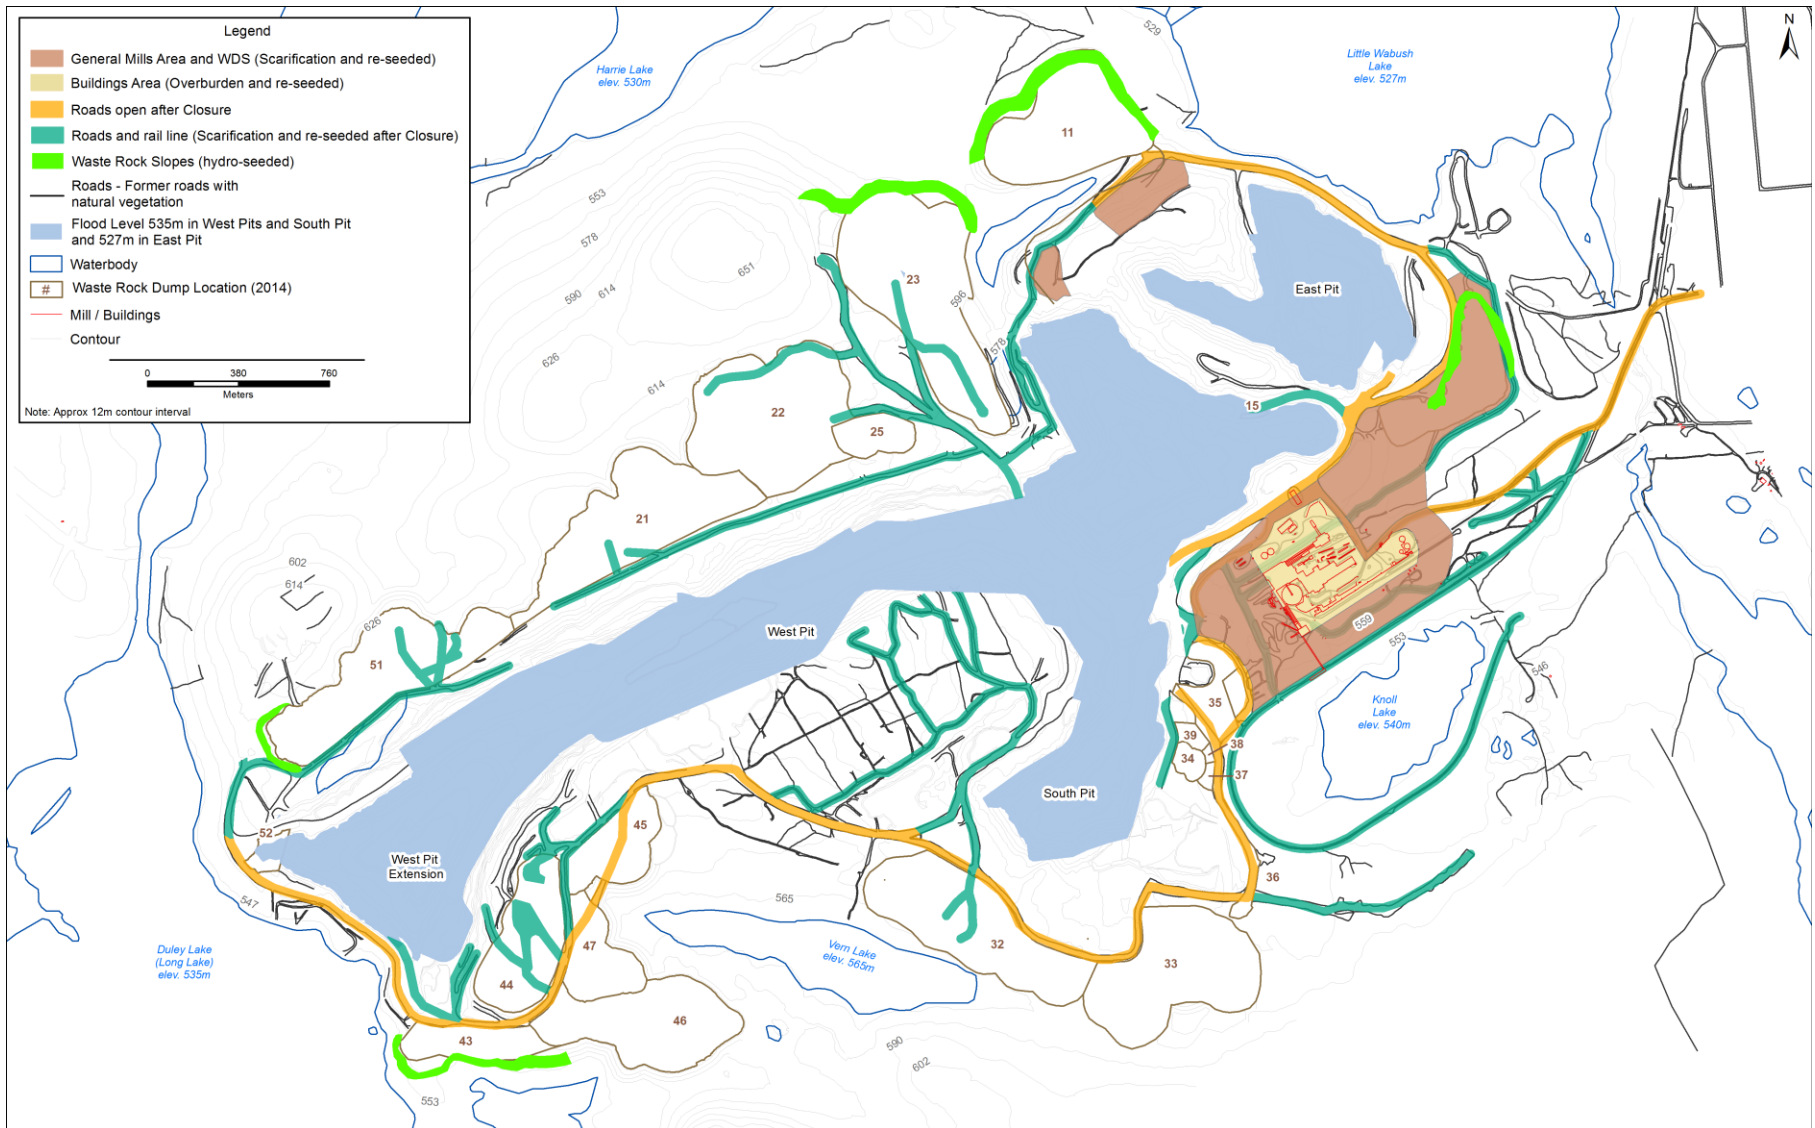 Legend
General Mills Area and WDS (Scarification and re-seeded)
Buildings Area (Overburden and re-seeded)
Roads open after Closure
Roads and rail line (Scarification and re-seeded after Closure)
Waste Rock Slopes (hydro-seeded)
Roads - Former roads with
natural vegetation
Flood Level 535m in West Pits and South Pit
and 527m in East Pit
Waterbody
# Waste Rock Dump Location (2014)
Mill / Buildings
Contour
0 380 760
Meters
Note: Approx 12m contour interval
N
529
Harrie Lake
elev. 530m
Little Wabush
Lake
elev. 527m
11
553
578
651
590
614
23
596
East Pit
626
614
578
22
25
15
21
602
614
626
51
West Pit
559
553
546
35
39
38
34
37
Knoll
Lake
elev. 540m
South Pit
52
45
West Pit
Extension
36
547
565
47
32
33
Duley Lake
(Long Lake)
elev. 535m
Vern Lake
elev. 565m
44
46
43
590
602
553